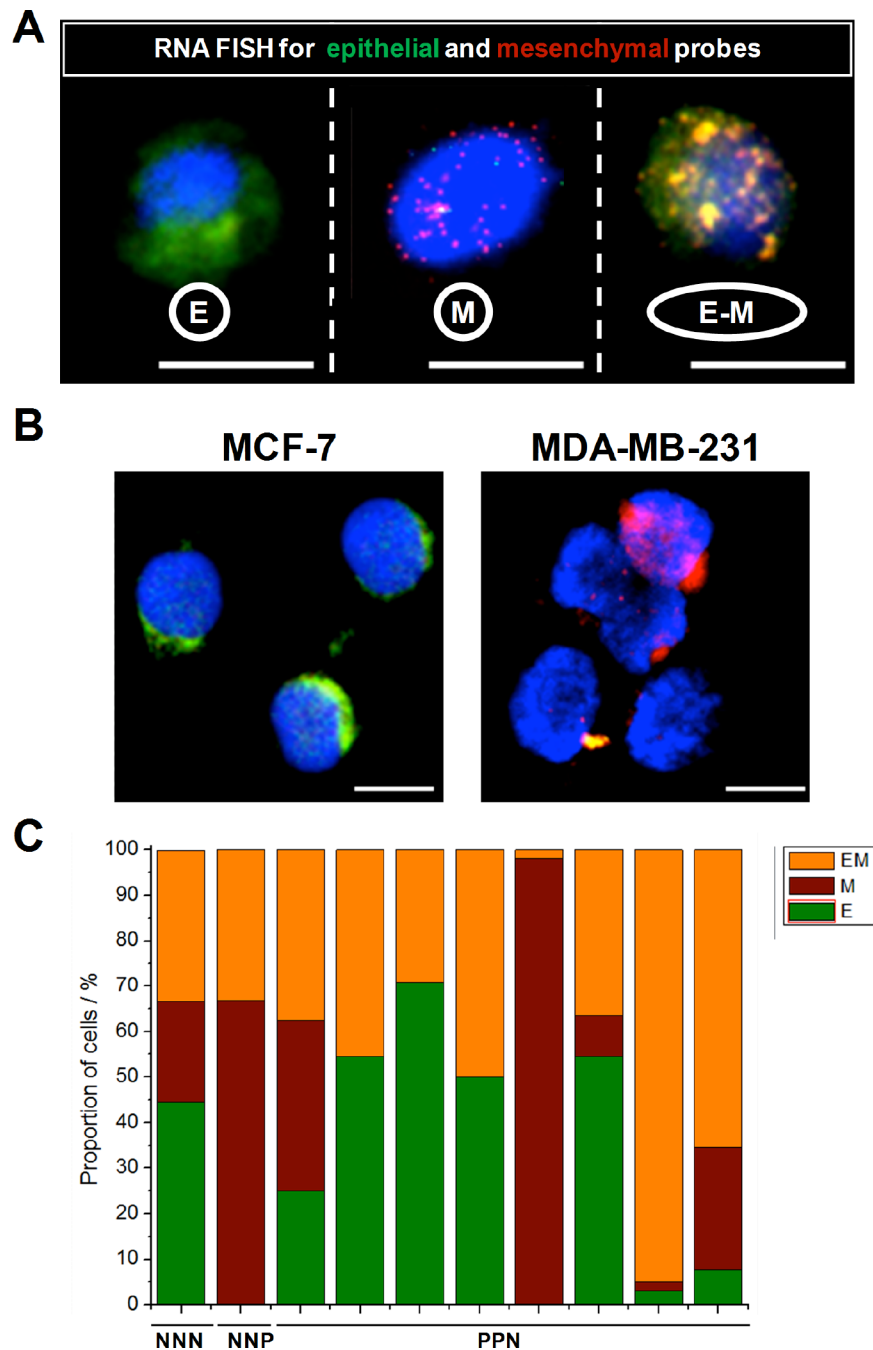 A
RNA FISH for epithelial and mesenchymal probes
E
M
E-M
B
MCF-7
MDA-MB-231
C
Proportion of cells / %
100
90
80
70
60
50
40
30
20
10
0
EM
M
E
NNN
NNP
PPN